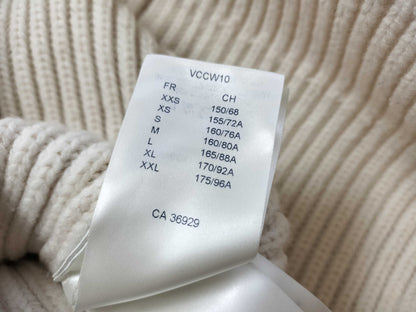 VCCW10
FR CH
XXS 150/68
XS 155/72A
S 160/76A
M 160/80A
L 165/88A
XL 170/92A
XXL 175/96A
CA 36929